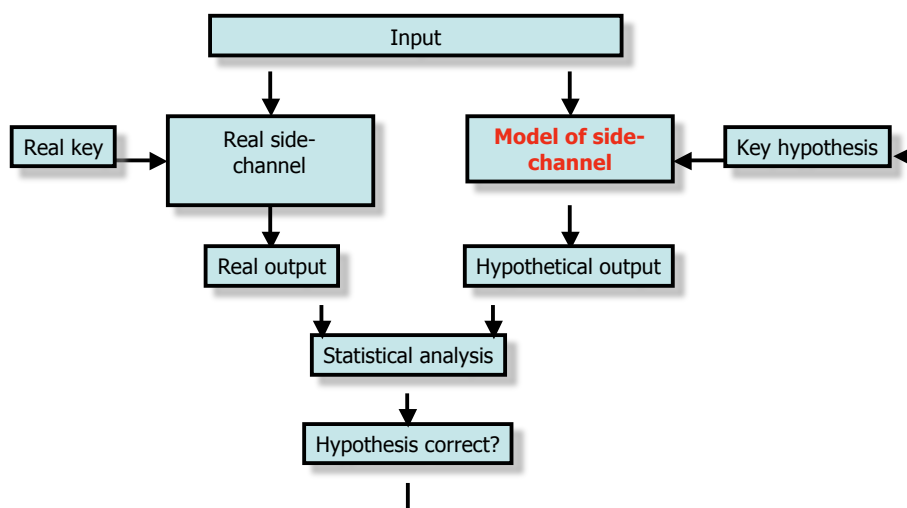 Input
Real key
Real side-
channel
Model of side-
channel
Key hypothesis
Real output
Hypothetical output
Statistical analysis
Hypothesis correct?